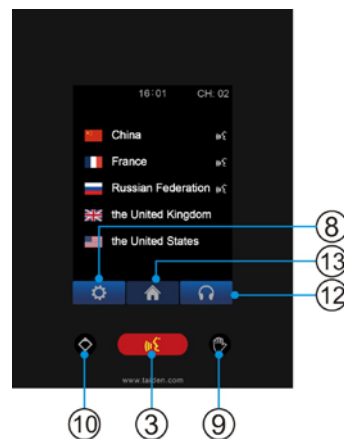 16:01 CH: 02
China
France
Russian Federation
the United Kingdom
the United States
8
13
12
www.taiden.com
10
3
9